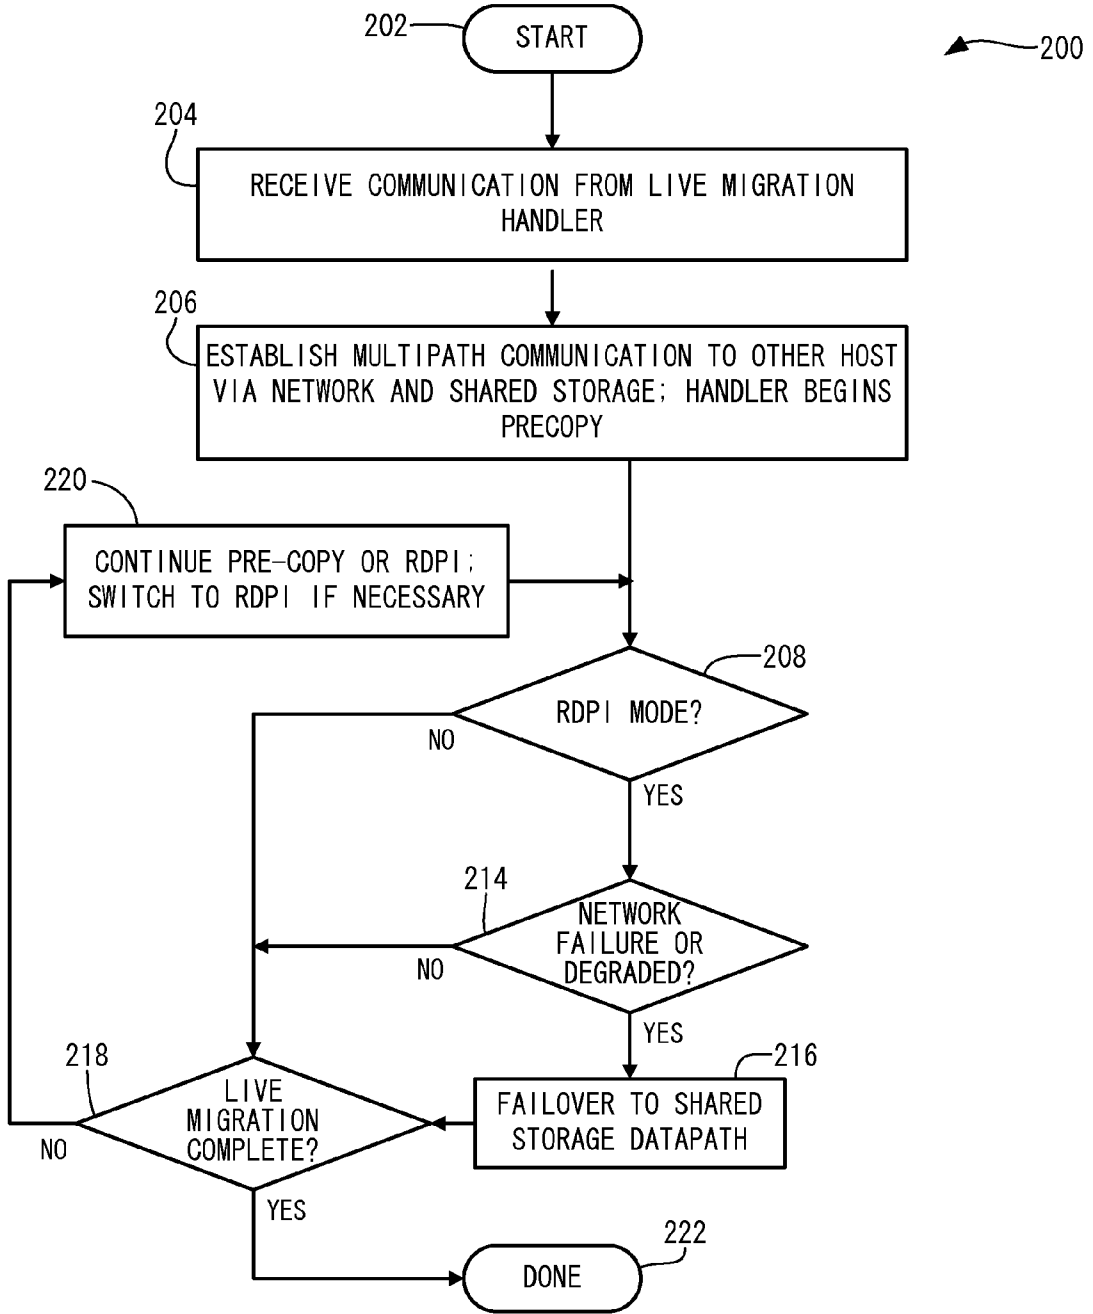 202
START
200
204
RECEIVE COMMUNICATION FROM LIVE MIGRATION
HANDLER
206
ESTABLISH MULTIPATH COMMUNICATION TO OTHER HOST
VIA NETWORK AND SHARED STORAGE; HANDLER BEGINS
PRECOPY
220
CONTINUE PRE-COPY OR RDPI;
SWITCH TO RDPI IF NECESSARY
208
RDPI MODE?
NO
YES
214
NETWORK
FAILURE OR
DEGRADED?
NO
YES
218
LIVE
MIGRATION
COMPLETE?
216
FAILOVER TO SHARED
STORAGE DATAPATH
NO
YES
222
DONE